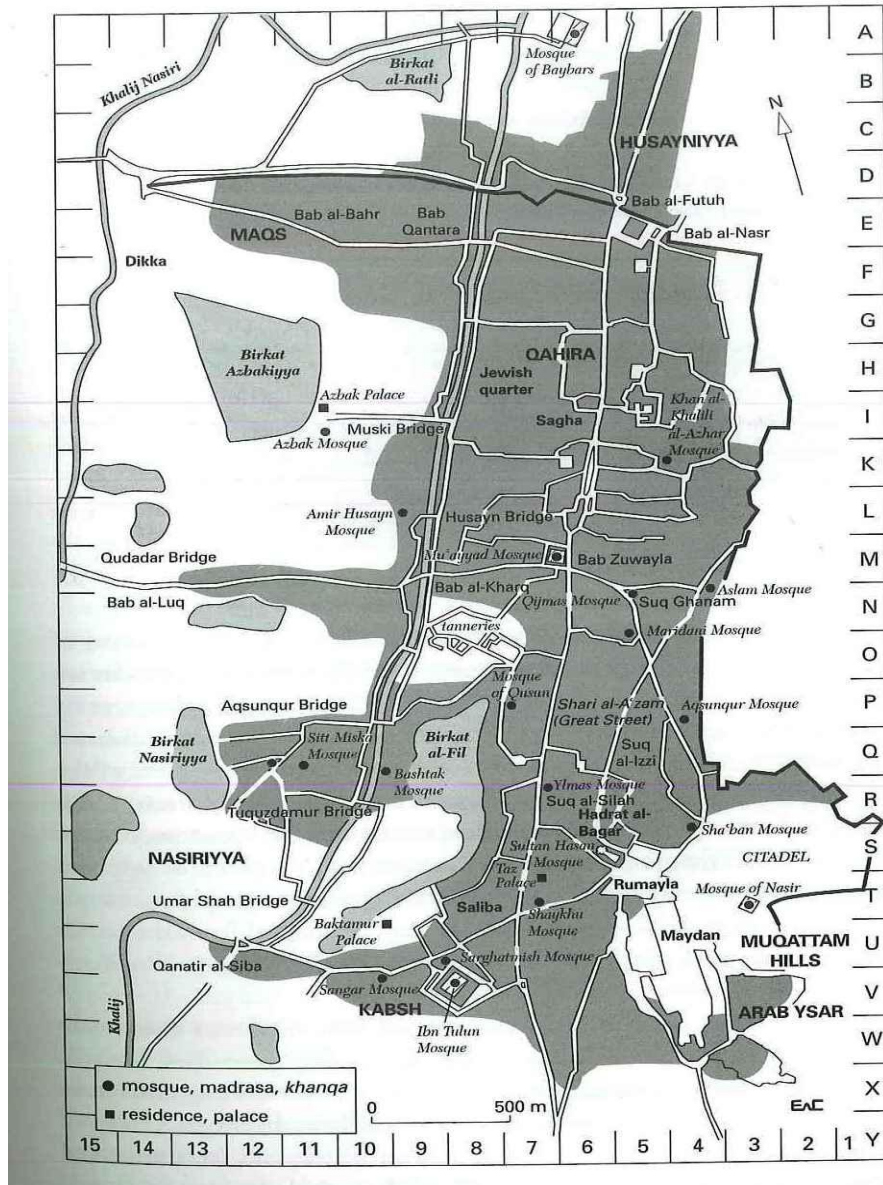 A
Mosque
of Baybars
Birkat
al-Ratli
B
Khalij Nasiri
N
C
HUSAYNIYYA
D
Bab al-Futuh
Bab al-Bahr
Bab
Qantara
E
Bab al-Nasr
MAQS
Dikka
F
G
Birkat
Azbakiyya
QAHIRA
H
Jewish
quarter
Azbak Palace
Khan al-
Khalili
Sagha
I
Muski Bridge
al-Azhar
Mosque
Azbak Mosque
K
Amir Husayn
Mosque
Husayn Bridge
L
Qudadar Bridge
Mu'ayyad Mosque
Bab Zuwayla
M
Bab al-Kharq
Aslam Mosque
Bab al-Luq
Qijmas Mosque
Suq Ghanam
N
tanneries
Maridani Mosque
O
Mosque
of Qusun
Aqsunqur Bridge
Shari al-A'zam
(Great Street)
Aqsunqur Mosque
P
Birkat
Nasiriyya
Sitt Miska
Mosque
Birkat
al-Fil
Suq
al-Izzi
Q
Bashtak
Mosque
Ylmas Mosque
R
Tuquzdamur Bridge
Suq al-Silah
Hadrat al-
Baqar
Sha'ban Mosque
S
NASIRIYYA
Sultan Hasan
Mosque
CITADEL
Taz
Palace
Rumayla
Mosque of Nasir
T
Umar Shah Bridge
Saliba
Shaykhu
Mosque
Baktamur
Palace
Maydan
U
MUQATTAM
HILLS
Qanatir al-Siba
Sarghatmish Mosque
Sangar Mosque
V
KABSH
ARAB YSAR
Khalij
Ibn Tulun
Mosque
W
mosque, madrasa, khanqa
X
residence, palace
0 500 m
Y
15 14 13 12 11 10 9 8 7 6 5 4 3 2 1